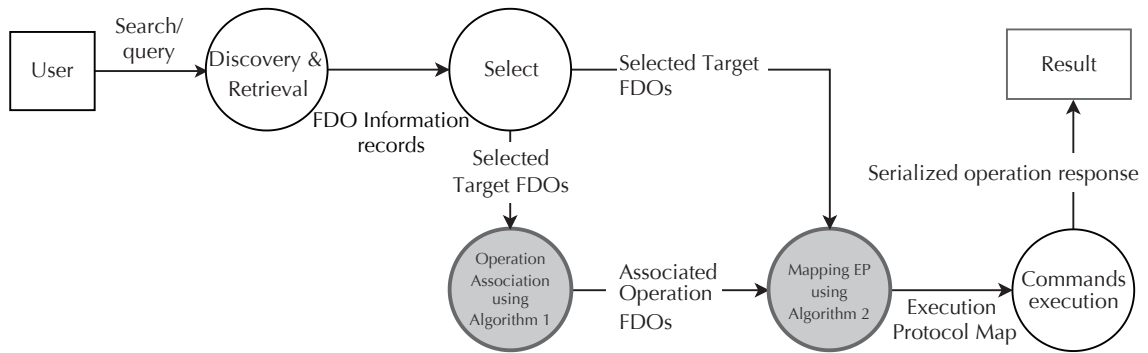 User
Search/
query
Discovery &
Retrieval
FDO Information
records
Select
Selected Target
FDOs
Selected
Target FDOs
Operation
Association
using
Algorithm 1
Associated
Operation
FDOs
Mapping EP
using
Algorithm 2
Execution
Protocol Map
Commands
execution
Serialized operation response
Result